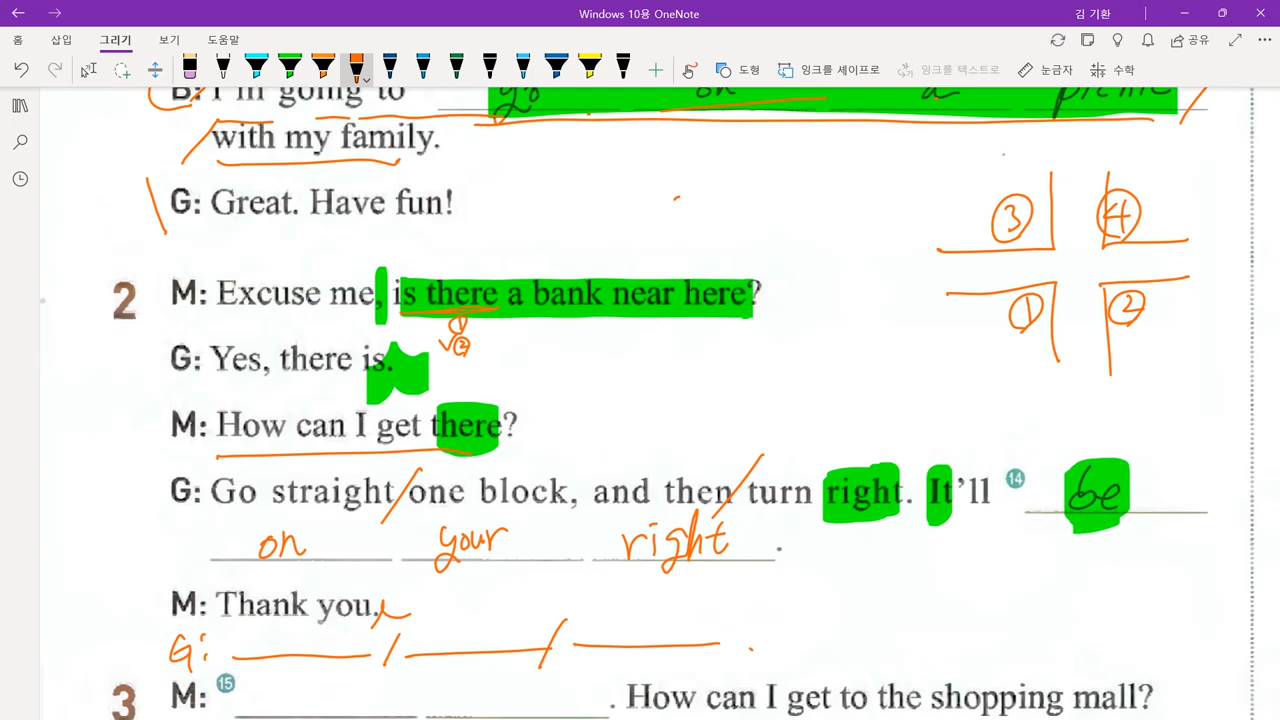 Windows 10용 OneNote
김 기환
홈 삽입 그리기 보기 도움말
공유
도형 잉크를 셰이프로 잉크를 텍스트로 눈금자 수학
B: I'm going to go on a picnic
with my family.
G: Great. Have fun!
③ ④
① ②
2 M: Excuse me, is there a bank near here?
①
√②
G: Yes, there is.
M: How can I get there?
G: Go straight / one block, and then / turn right. It'll 14 be
on your right.
M: Thank you.
G: / / .
3 M: 15 . How can I get to the shopping mall?